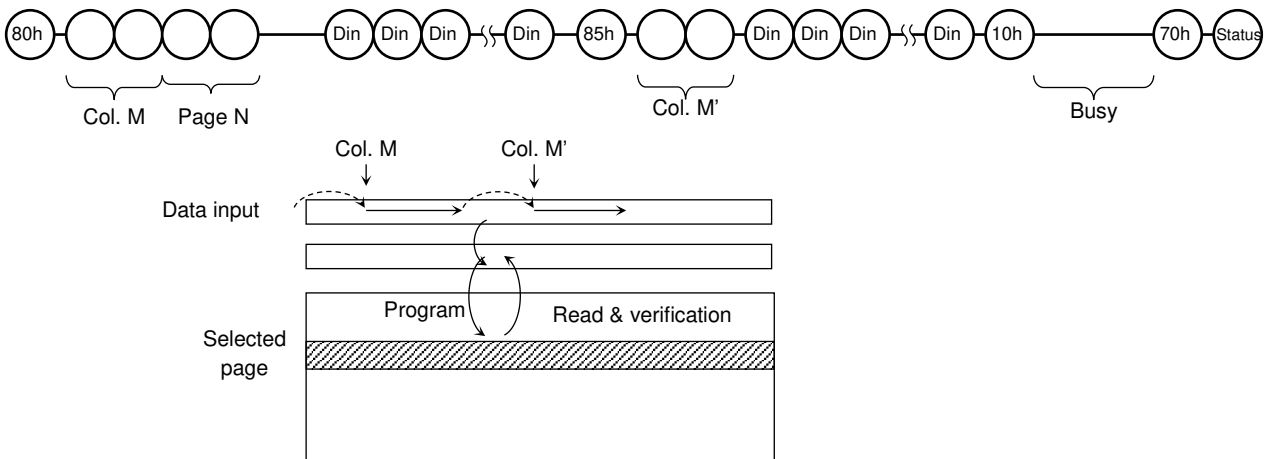 80h Din Din Din Din 85h Din Din Din Din 10h 70h Status
Col. M Page N Col. M' Busy
Col. M Col. M'
Data input
Program Read & verification
Selected
page